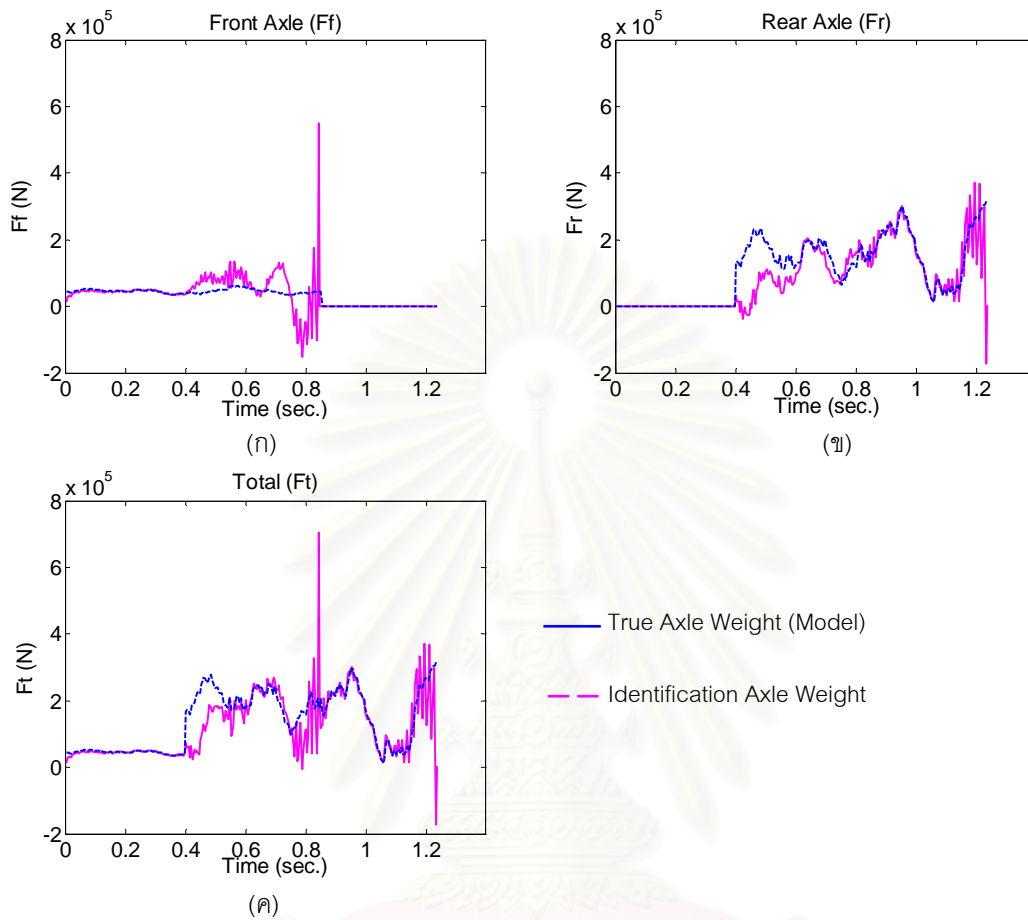 x 10^5
Front Axle (Ff)
8
6
4
2
0
-2
Ff (N)
0 0.2 0.4 0.6 0.8 1 1.2
Time (sec.)
(ก)
x 10^5
Rear Axle (Fr)
8
6
4
2
0
-2
Fr (N)
0 0.2 0.4 0.6 0.8 1 1.2
Time (sec.)
(ข)
x 10^5
Total (Ft)
8
6
4
2
0
-2
Ft (N)
0 0.2 0.4 0.6 0.8 1 1.2
Time (sec.)
(ค)
True Axle Weight (Model)
Identification Axle Weight